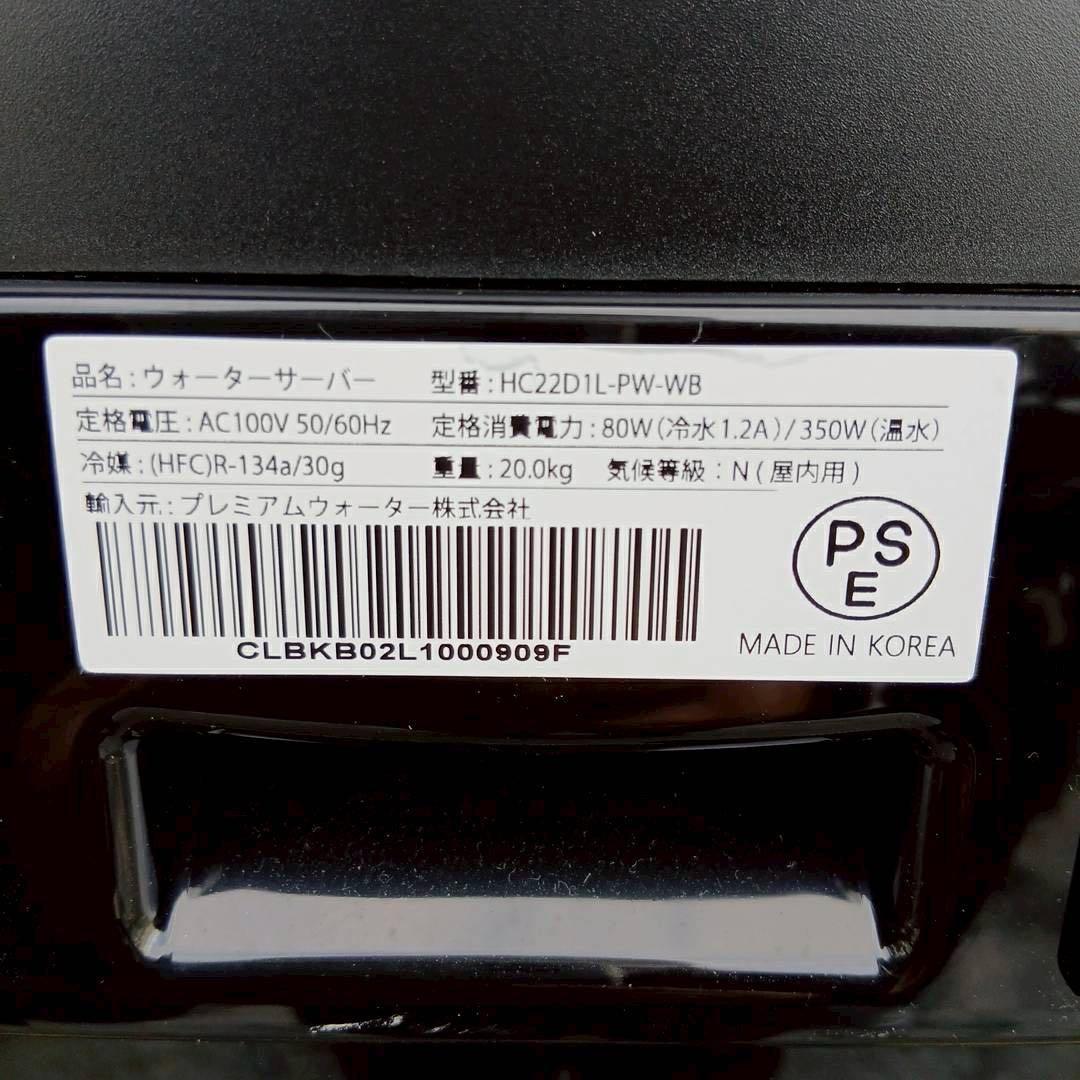 品名:ウォーターサーバー 型番:HC22D1L-PW-WB
定格電圧:AC100V 50/60Hz 定格消費電力:80W(冷水1.2A)/350W(温水)
冷媒:(HFC)R-134a/30g 重量:20.0kg 気候等級:N(屋内用)
輸入元:プレミアムウォーター株式会社
PS
E
CLBKB02L1000909F
MADE IN KOREA